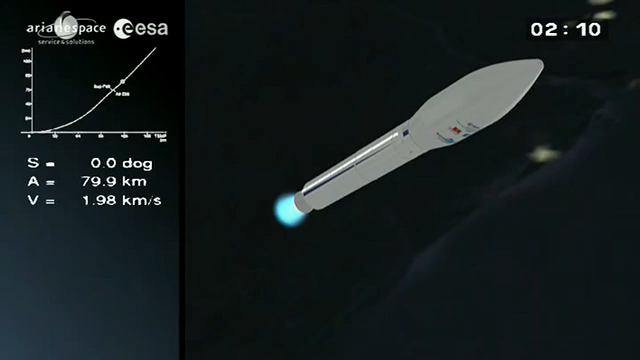 arianespace
service & solutions
esa
02:10
S = 0.0 dog
A = 79.9 km
V = 1.98 km/s